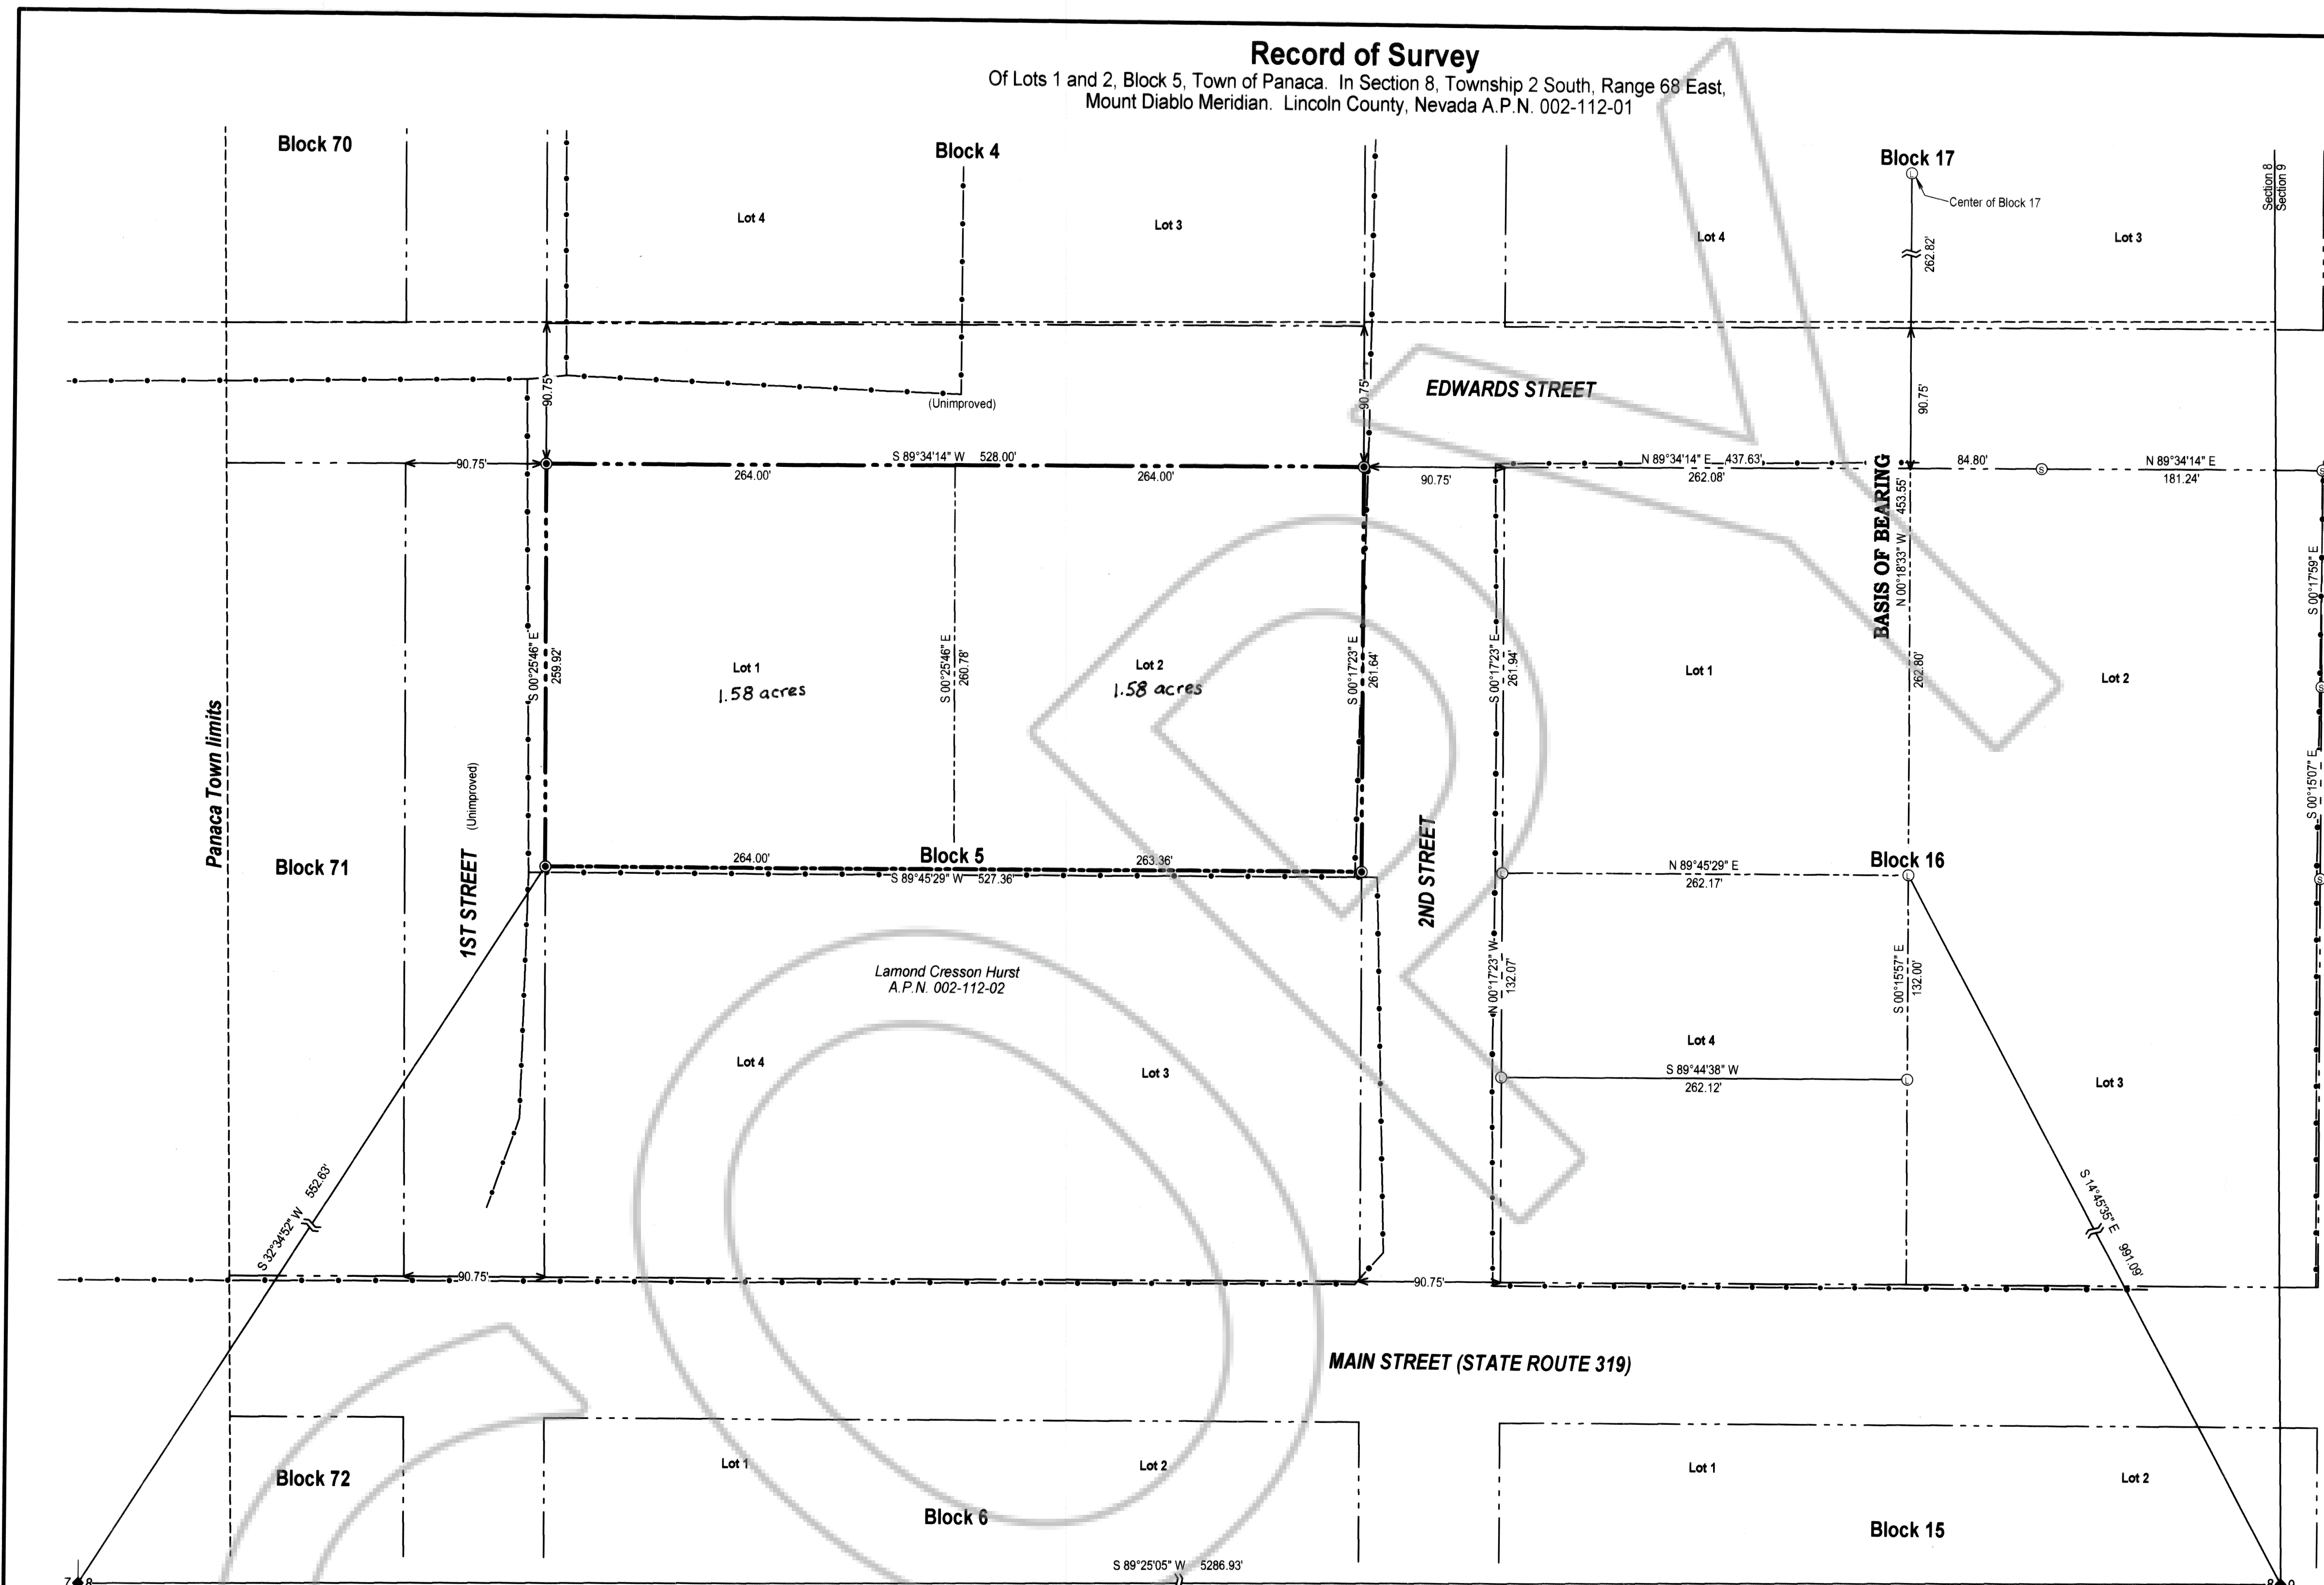 Record of Survey
Of Lots 1 and 2, Block 5, Town of Panaca. In Section 8, Township 2 South, Range 68 East,
Mount Diablo Meridian. Lincoln County, Nevada A.P.N. 002-112-01
Block 70
Block 4
Block 17
Section 8
Section 9
Center of Block 17
Lot 4
Lot 3
Lot 4
Lot 3
262.82'
90.75'
(Unimproved)
90.75'
EDWARDS STREET
90.75'
90.75'
S 89°34'14" W 528.00'
264.00'
264.00'
90.75'
N 89°34'14" E 437.63'
262.08'
84.80'
S
N 89°34'14" E
181.24'
S
BASIS OF BEARING
N 00°18'33" W 453.55'
S 00°17'59" E
S 00°25'46" E
259.92'
Lot 1
1.58 acres
S 00°25'46" E
260.78'
Lot 2
1.58 acres
S 00°17'23" E
261.64'
S 00°17'23" E
261.94'
Lot 1
262.80'
Lot 2
S
Panaca Town limits
S 00°15'07" E
1ST STREET (Unimproved)
Block 71
264.00'
Block 5
263.36'
S 89°45'29" W 527.36'
2ND STREET
N 89°45'29" E
262.17'
Block 16
L
L
S
Lamond Cresson Hurst
A.P.N. 002-112-02
N 00°17'23" W
132.07'
S 00°15'57" E
132.00'
Lot 4
Lot 3
Lot 4
S 89°44'38" W
262.12'
L
L
Lot 3
S 32°34'52" W 552.63'
S 14°45'35" E 991.09'
90.75'
90.75'
MAIN STREET (STATE ROUTE 319)
Block 72
Lot 1
Lot 2
Lot 1
Lot 2
Block 6
Block 15
S 89°25'05" W 5286.93'
7
8
COPY